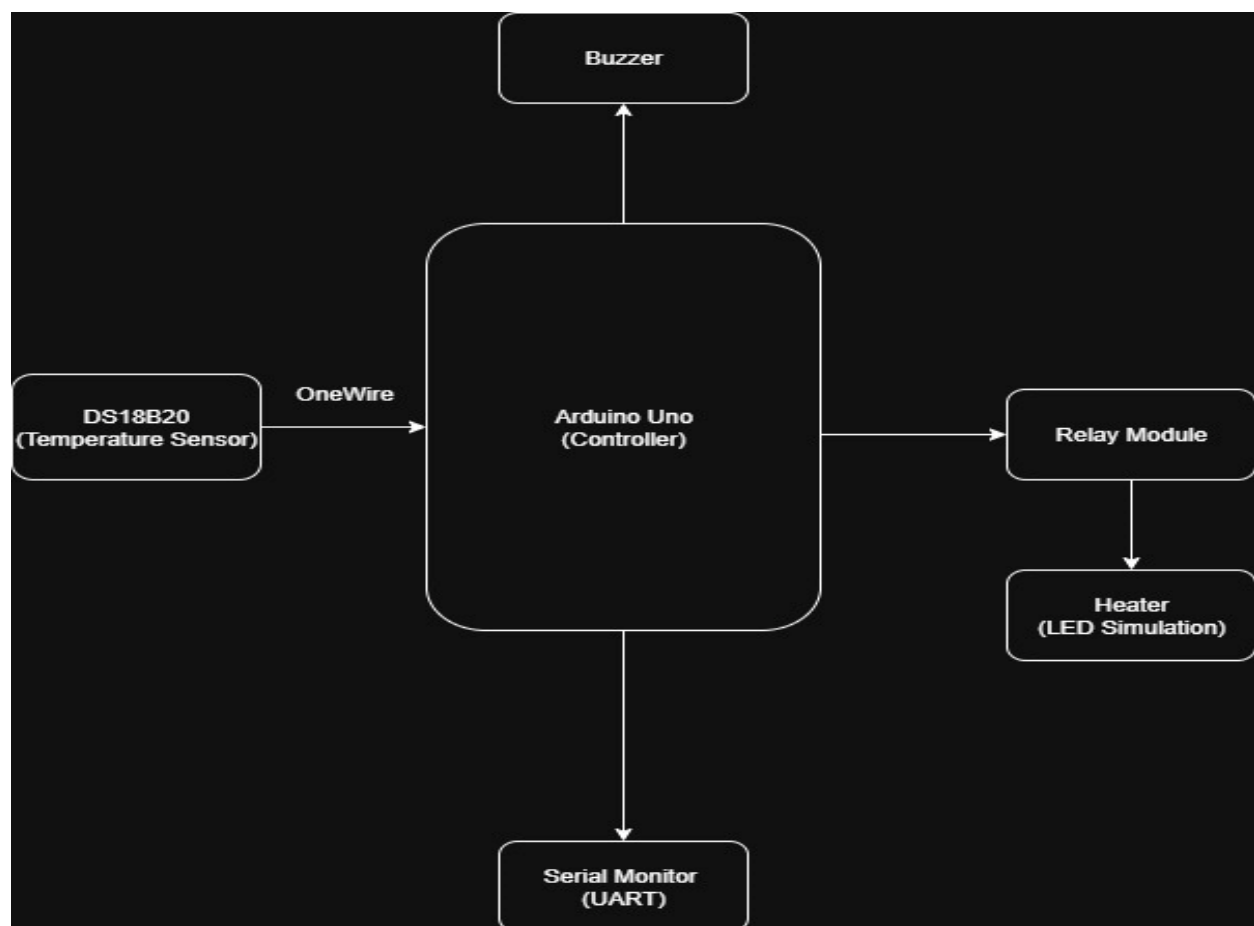 Buzzer
OneWire
DS18B20
(Temperature Sensor)
Arduino Uno
(Controller)
Relay Module
Heater
(LED Simulation)
Serial Monitor
(UART)